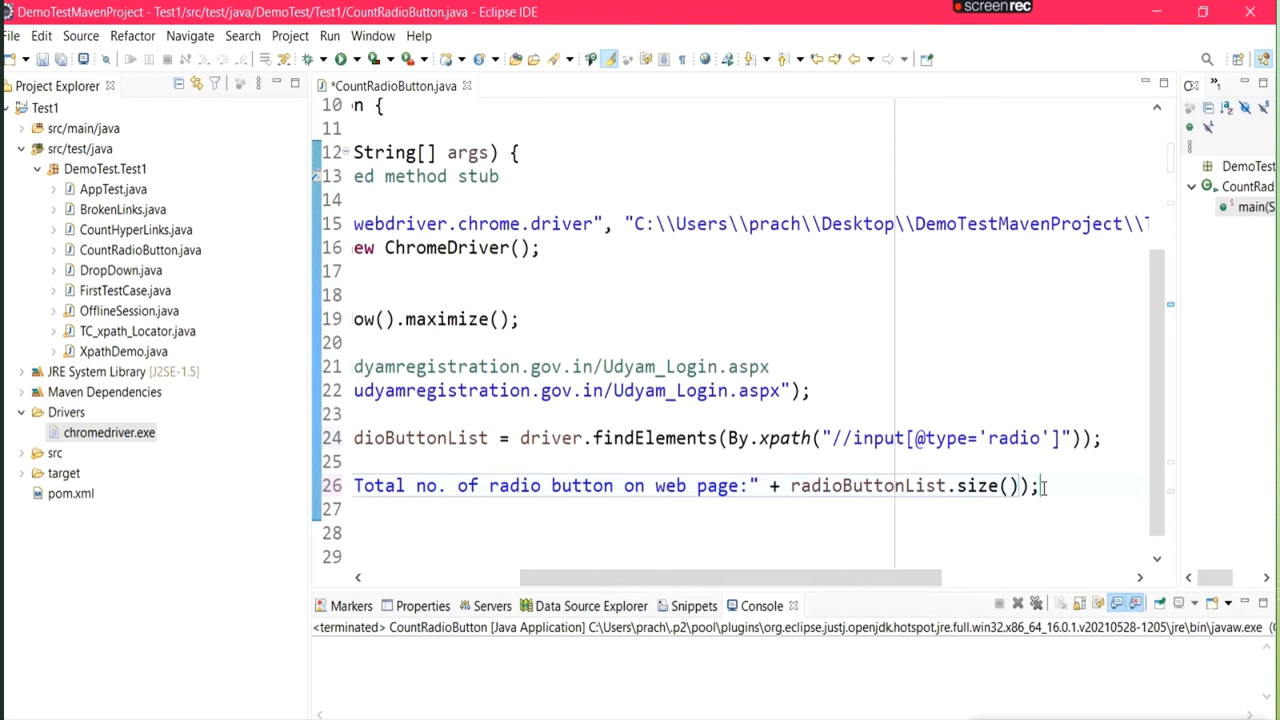 screenrec
DemoTestMavenProject - Test1/src/test/java/DemoTest/Test1/CountRadioButton.java - Eclipse IDE
File Edit Source Refactor Navigate Search Project Run Window Help
Project Explorer
*CountRadioButton.java
Test1
src/main/java
src/test/java
DemoTest.Test1
AppTest.java
BrokenLinks.java
CountHyperLinks.java
CountRadioButton.java
DropDown.java
FirstTestCase.java
OfflineSession.java
TC_xpath_Locator.java
XpathDemo.java
JRE System Library [J2SE-1.5]
Maven Dependencies
Drivers
chromedriver.exe
src
target
pom.xml
10 n {
11
12 String[] args) {
13 ed method stub
14
15 webdriver.chrome.driver", "C:\\Users\\prach\\Desktop\\DemoTestMavenProject\\T
16 ew ChromeDriver();
17
18
19 ow().maximize();
20
21 dyamregistration.gov.in/Udyam_Login.aspx
22 udyamregistration.gov.in/Udyam_Login.aspx");
23
24 dioButtonList = driver.findElements(By.xpath("//input[@type='radio']"));
25
26 Total no. of radio button on web page:" + radioButtonList.size());
27
28
29
DemoTest
CountRad
main(S
Markers Properties Servers Data Source Explorer Snippets Console
<terminated> CountRadioButton [Java Application] C:\Users\prach\.p2\pool\plugins\org.eclipse.justj.openjdk.hotspot.jre.full.win32.x86_64_16.0.1.v20210528-1205\jre\bin\javaw.exe (